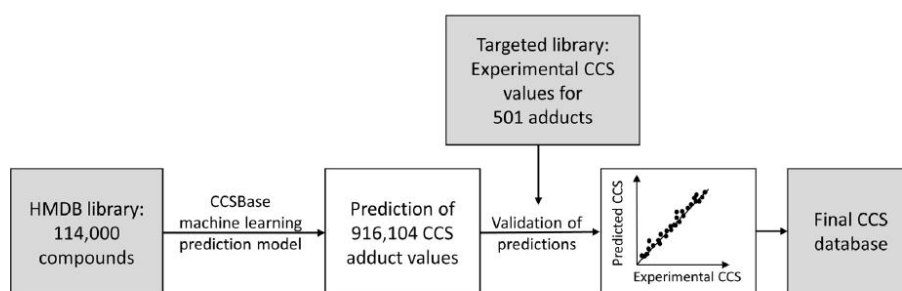 Targeted library:
Experimental CCS
values for
501 adducts
HMDB library:
114,000
compounds
CCSBase
machine learning
prediction model
Prediction of
916,104 CCS
adduct values
Validation of
predictions
Predicted CCS
Experimental CCS
Final CCS
database